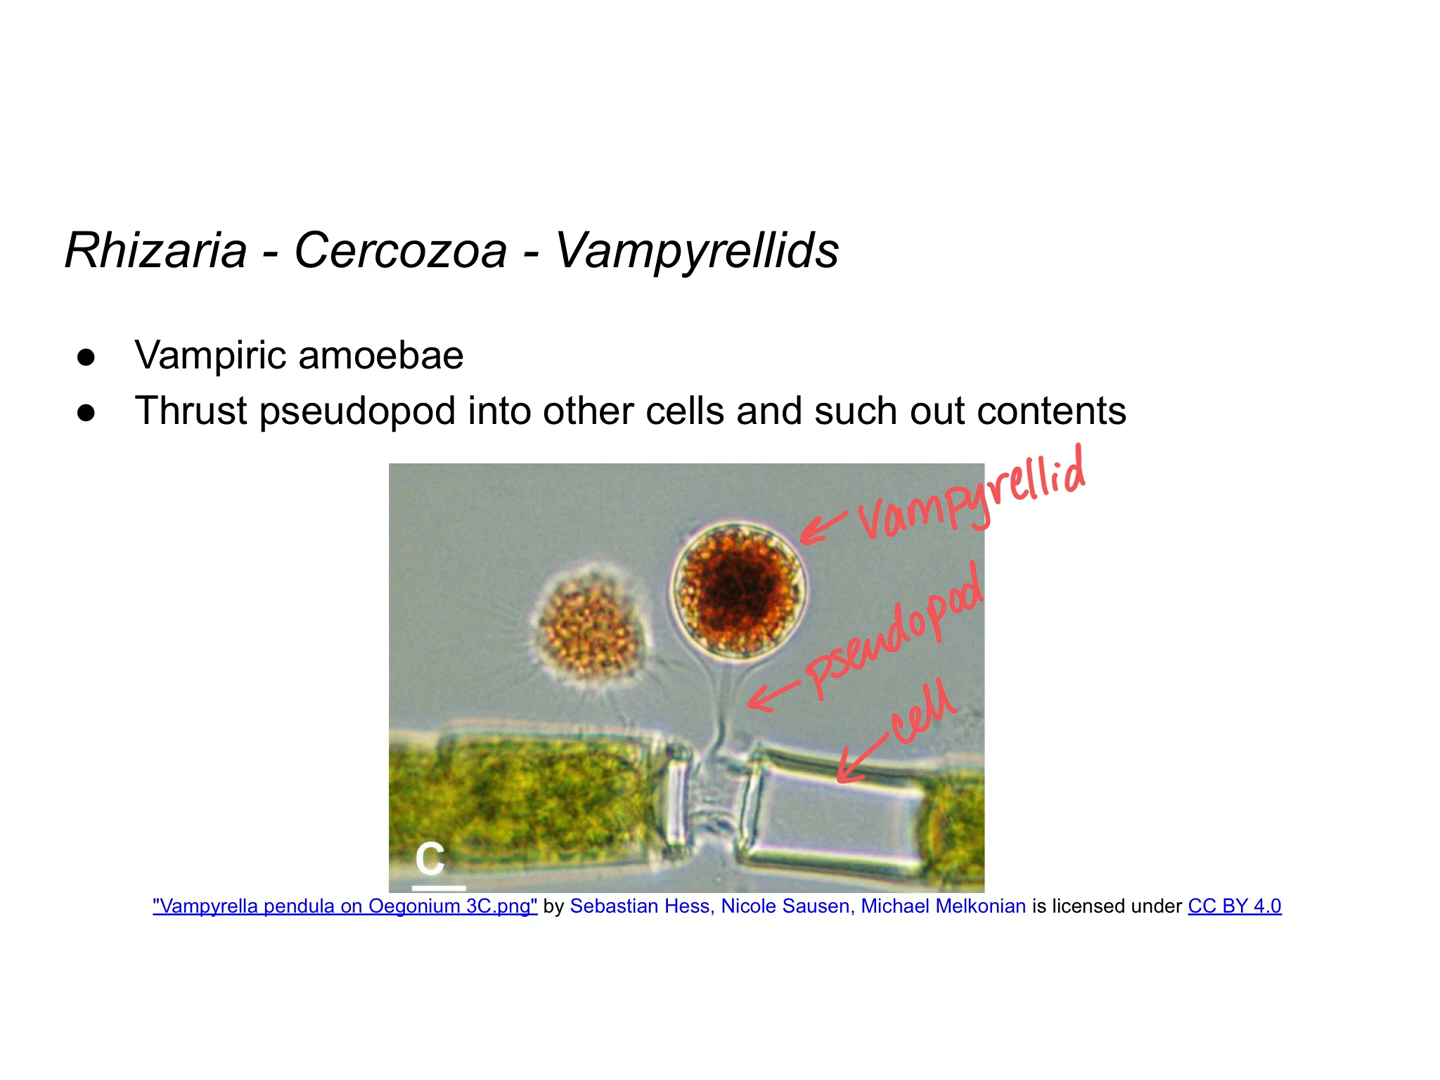 Rhizaria - Cercozoa - Vampyrellids
● Vampiric amoebae
● Thrust pseudopod into other cells and such out contents
vampyrellid
pseudopod
cell
C
"Vampyrella pendula on Oegonium 3C.png" by Sebastian Hess, Nicole Sausen, Michael Melkonian is licensed under CC BY 4.0